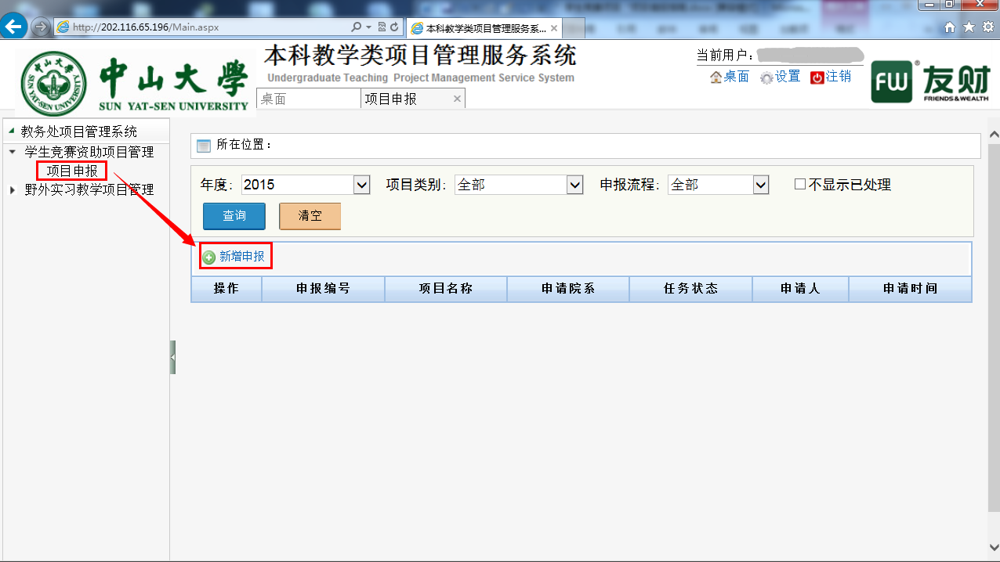 http://202.116.65.196/Main.aspx
本科教学类项目管理服务系...
中山大學
SUN YAT-SEN UNIVERSITY
本科教学类项目管理服务系统
Undergraduate Teaching Project Management Service System
当前用户：
桌面 设置 注销
FW ® 友财
FRIENDS&WEALTH
桌面 项目申报
教务处项目管理系统
学生竞赛资助项目管理
项目申报
野外实习教学项目管理
所在位置：
年度： 2015 项目类别： 全部 申报流程： 全部 不显示已处理
查询 清空
新增申报
操作 申报编号 项目名称 申请院系 任务状态 申请人 申请时间